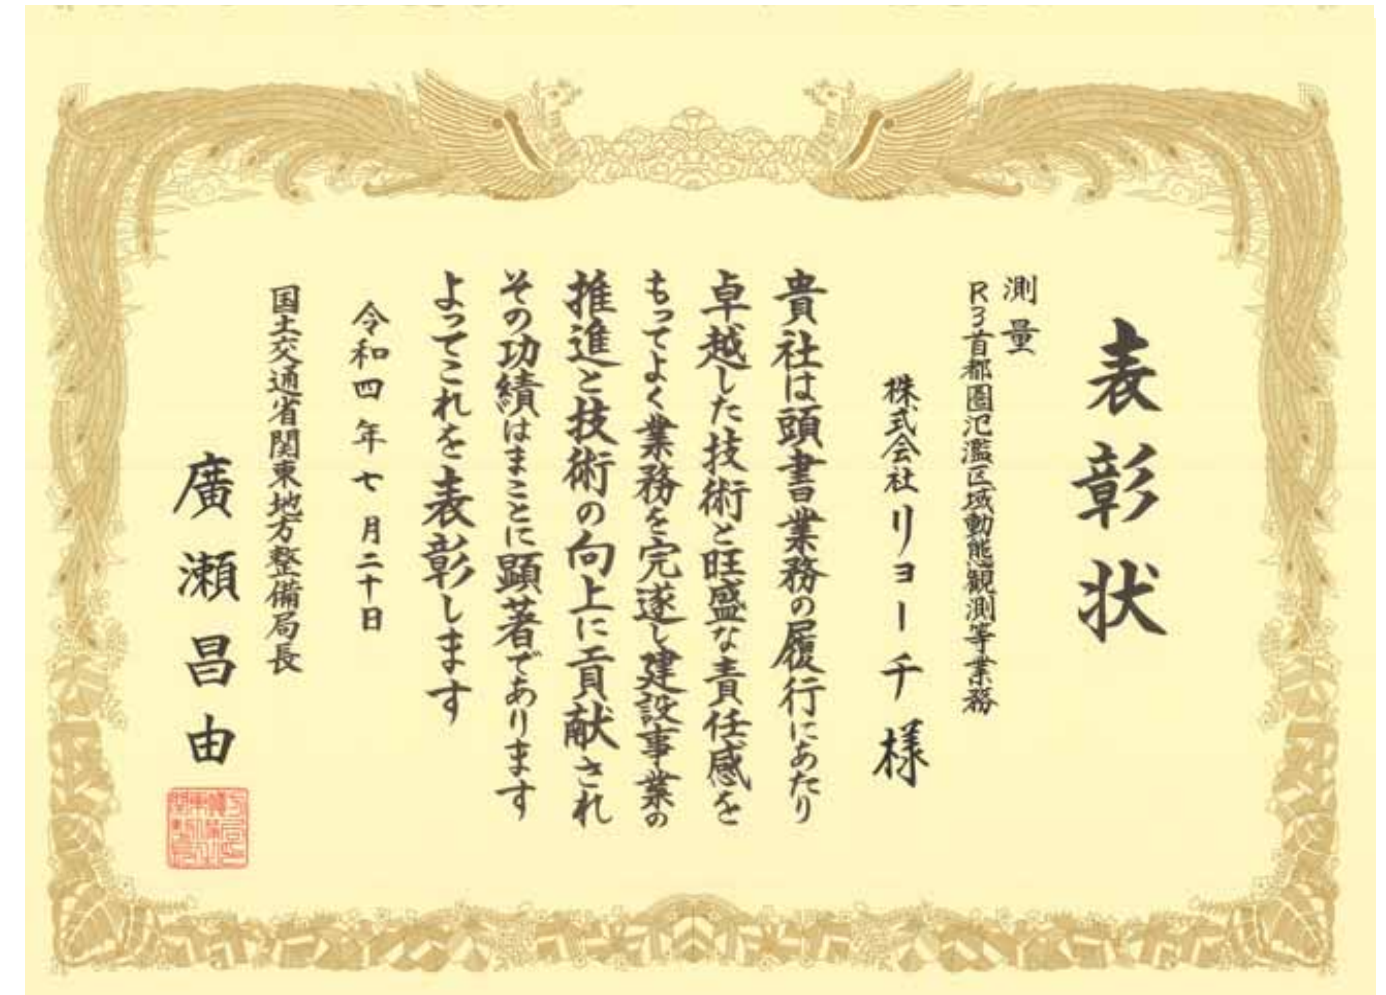 表彰状
測量
R3首都圏氾濫区域動態観測等業務
株式会社リヨーチ様
貴社は頭書業務の履行にあたり
卓越した技術と旺盛な責任感を
もってよく業務を完遂し建設事業の
推進と技術の向上に貢献され
その功績はまことに顕著であります
よってこれを表彰します
令和四年七月二十日
国土交通省関東地方整備局長
廣瀬昌由